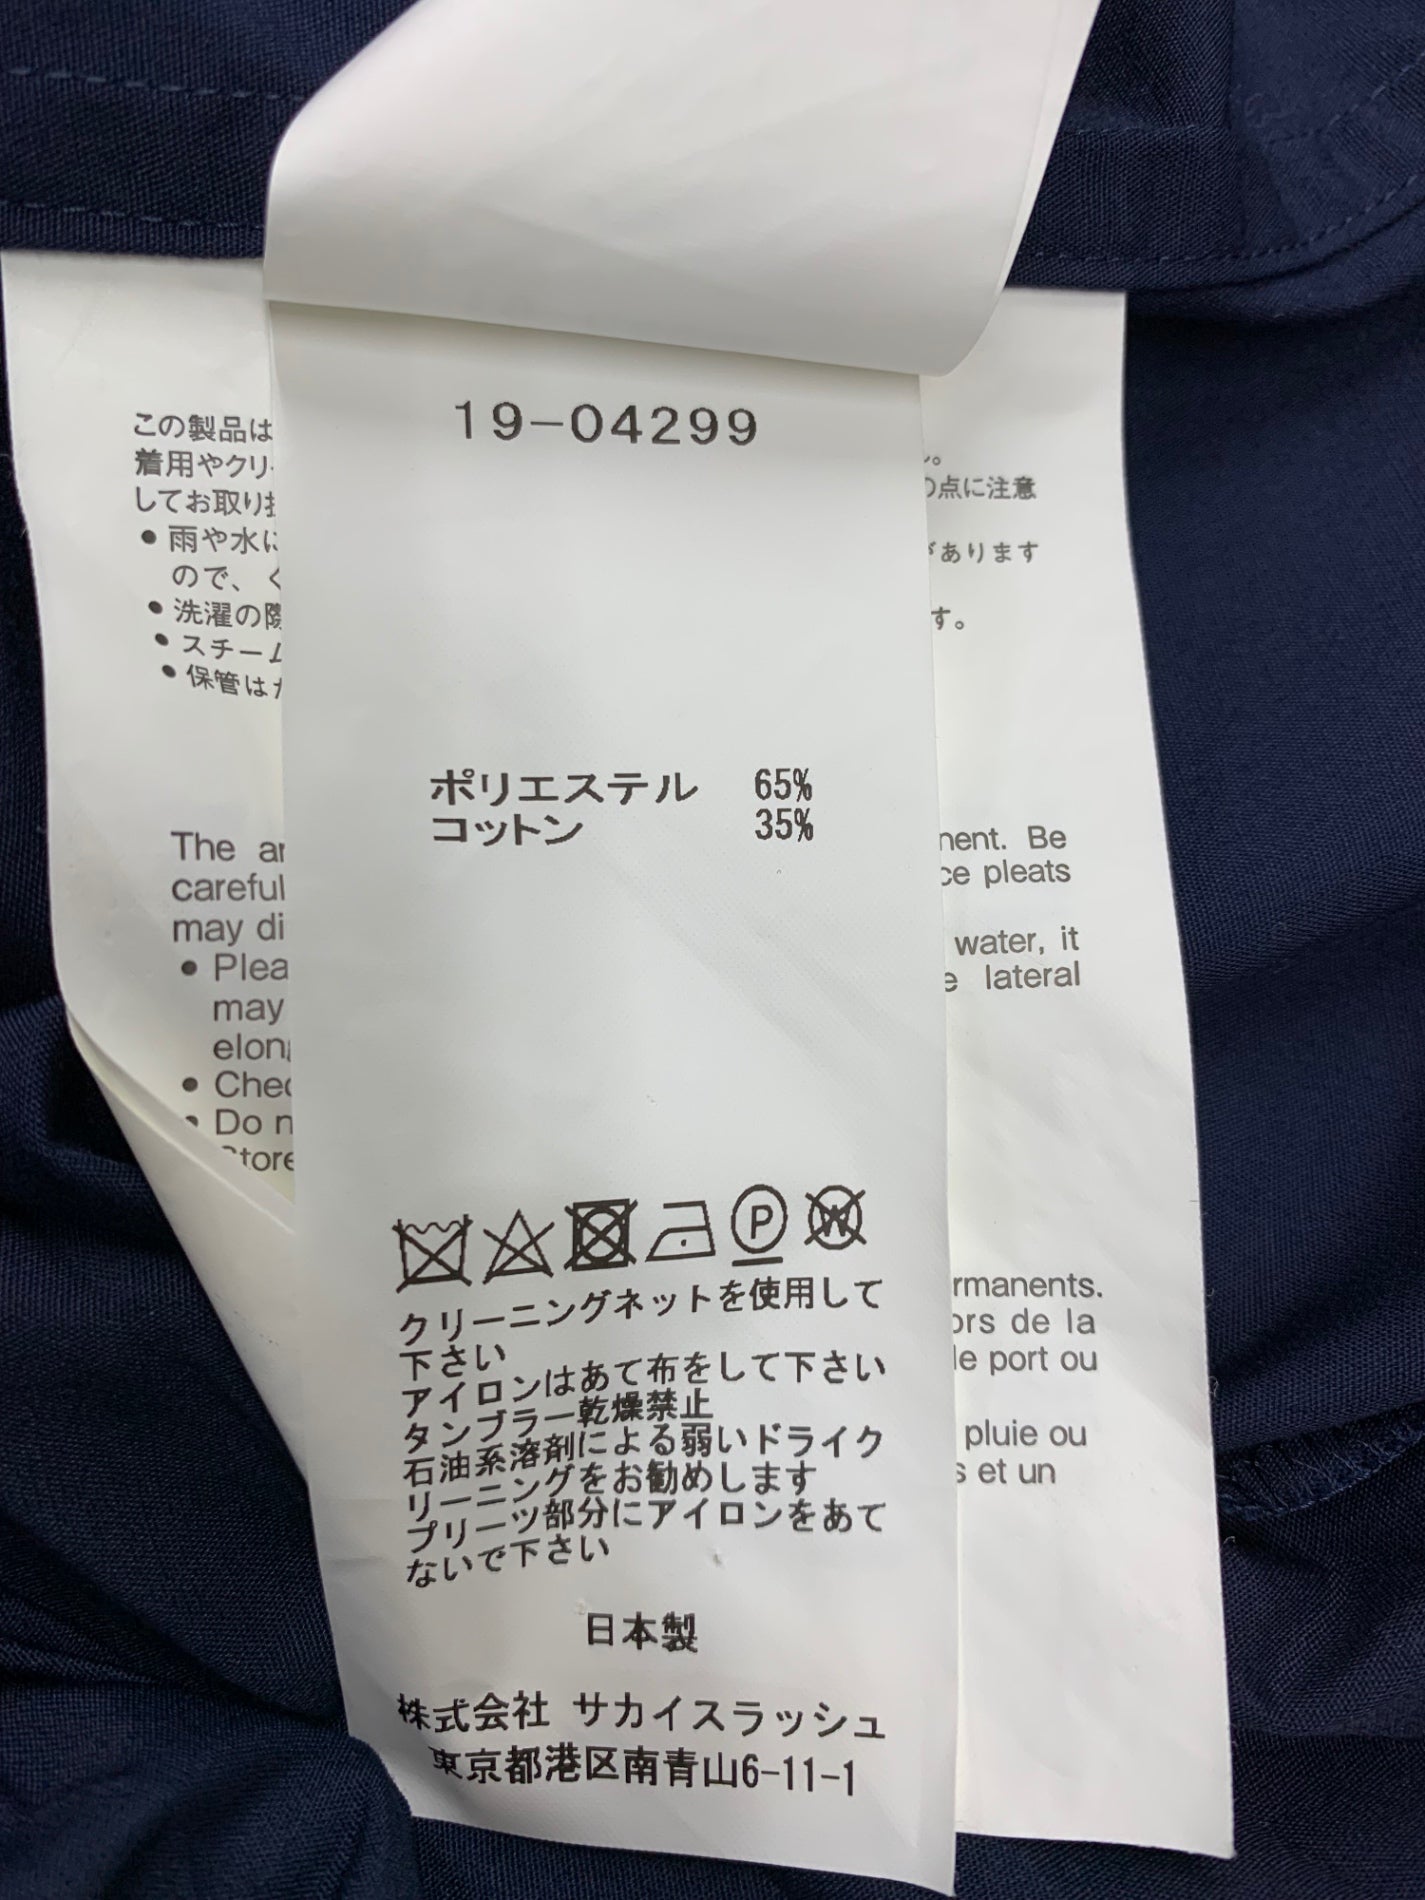 19-04299
ポリエステル 65%
コットン 35%
P
W
クリーニングネットを使用して
下さい
アイロンはあて布をして下さい
タンブラー乾燥禁止
石油系溶剤による弱いドライク
リーニングをお勧めします
プリーツ部分にアイロンをあて
ないで下さい
日本製
株式会社 サカイスラッシュ
東京都港区南青山6-11-1
この製品は
着用やクリ
してお取り
の点に注意
• 雨や水に
ので、く
があります
• 洗濯の際
す。
• スチーム
• 保管は
The
careful
may di
• Plea
may
elon
• Chec
• Do n
Store
nent. Be
ce pleats
water, it
e lateral
rmanents.
ors de la
le port ou
pluie ou
s et un